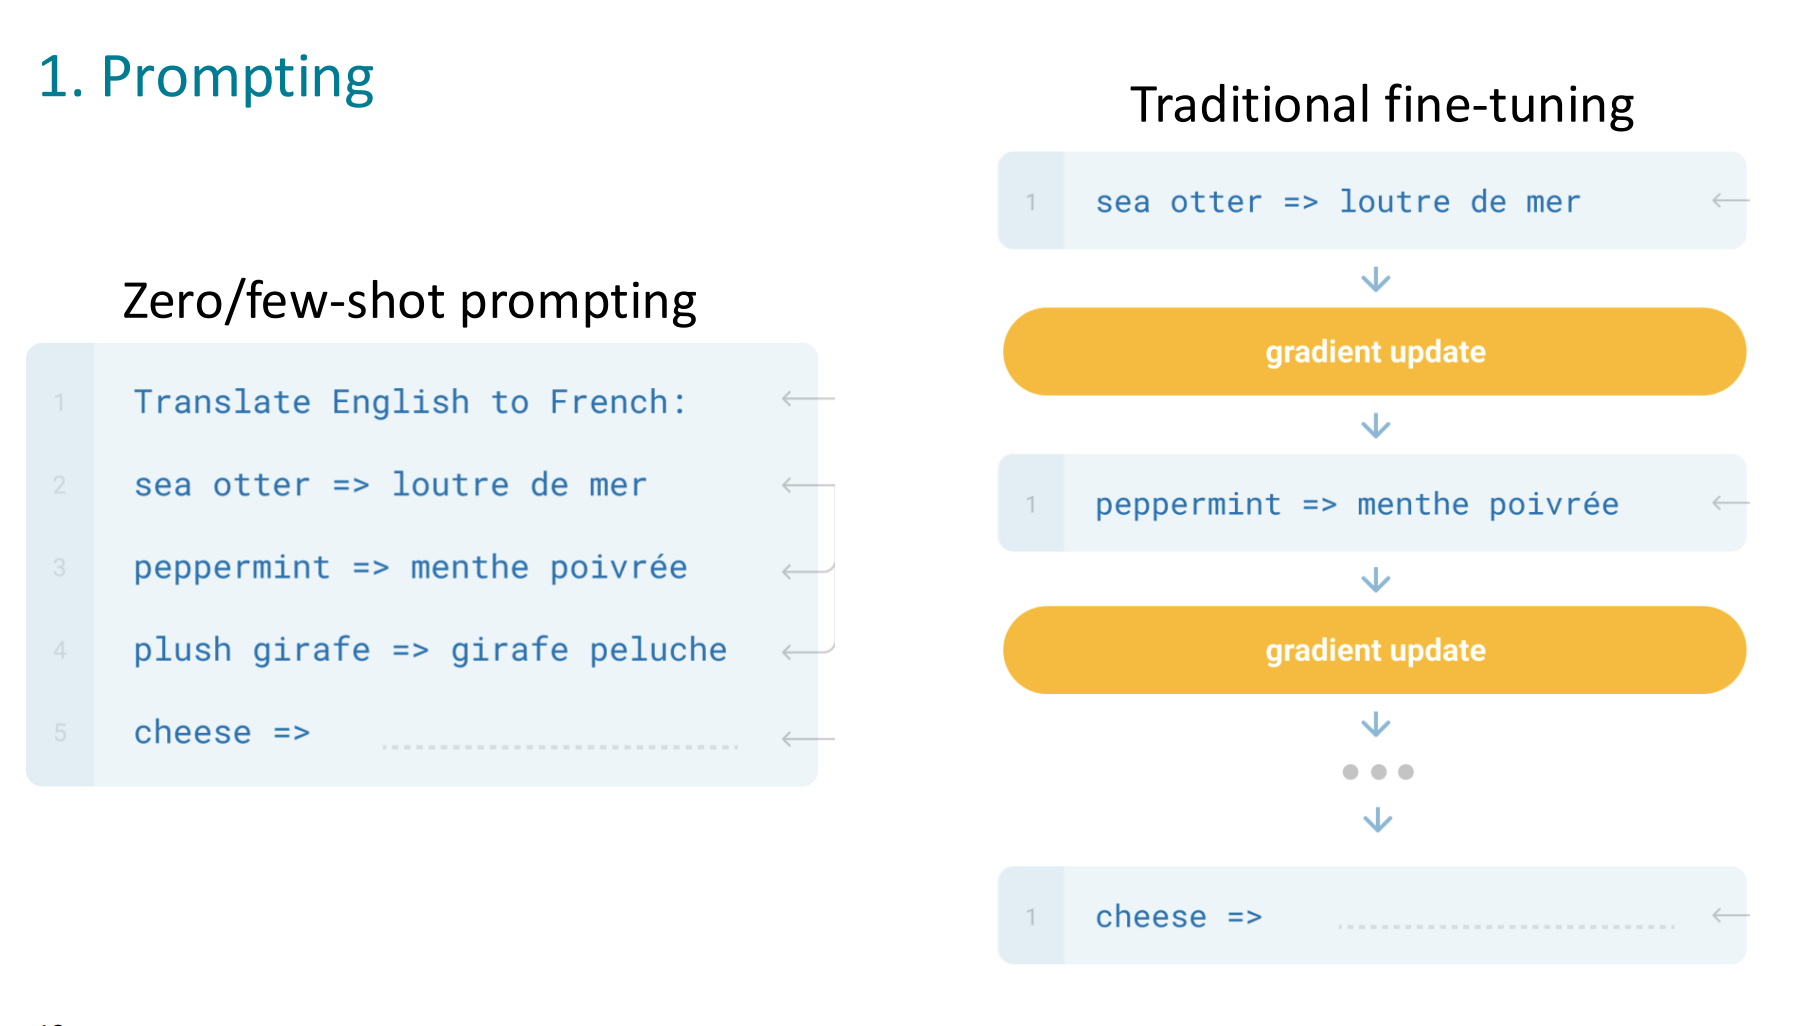 1. Prompting
Zero/few-shot prompting
1 Translate English to French:
2 sea otter => loutre de mer
3 peppermint => menthe poivrée
4 plush girafe => girafe peluche
5 cheese =>
Traditional fine-tuning
1 sea otter => loutre de mer
gradient update
1 peppermint => menthe poivrée
gradient update
1 cheese =>